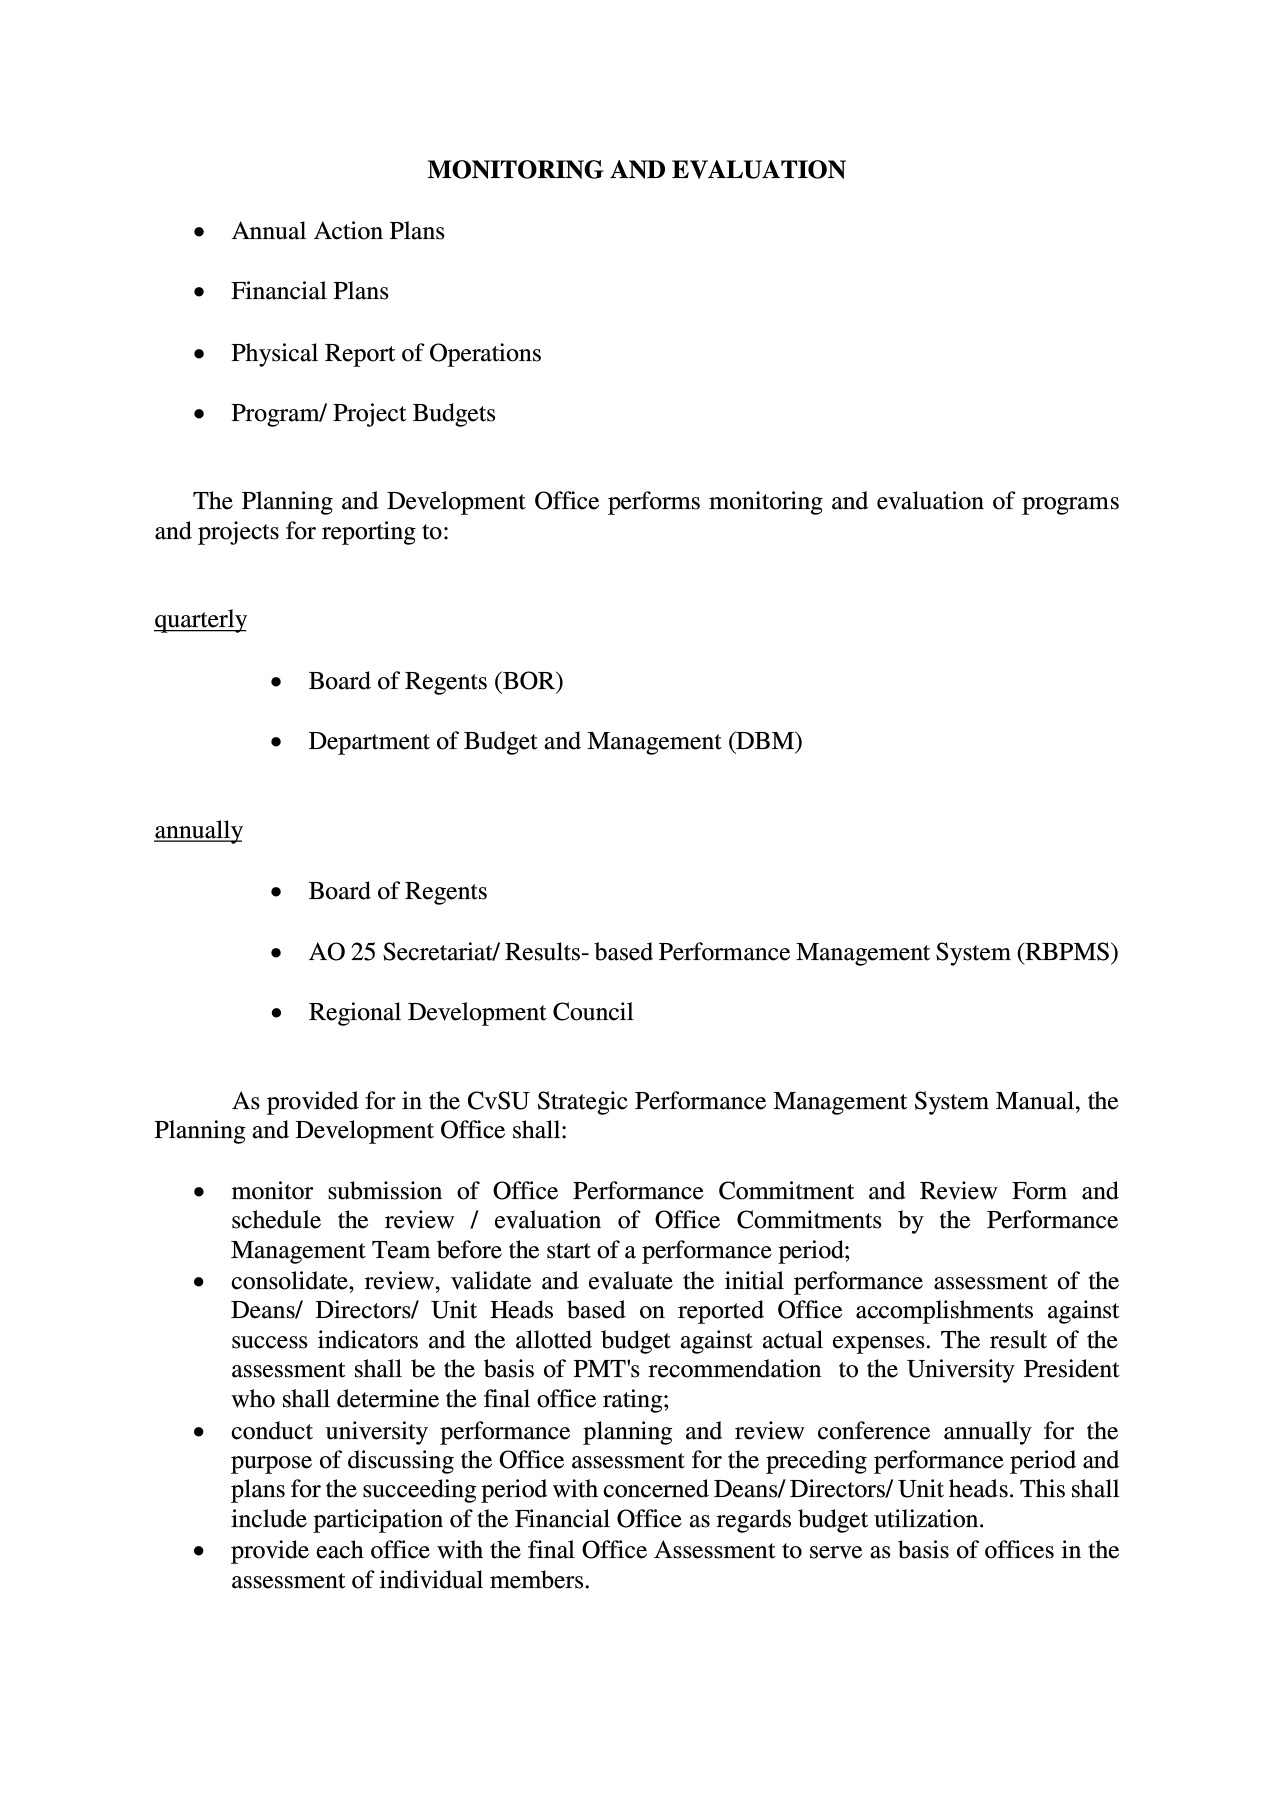 MONITORING AND EVALUATION
• Annual Action Plans
• Financial Plans
• Physical Report of Operations
• Program/ Project Budgets
The Planning and Development Office performs monitoring and evaluation of programs
and projects for reporting to:
quarterly
• Board of Regents (BOR)
• Department of Budget and Management (DBM)
annually
• Board of Regents
• AO 25 Secretariat/ Results- based Performance Management System (RBPMS)
• Regional Development Council
As provided for in the CvSU Strategic Performance Management System Manual, the
Planning and Development Office shall:
• monitor submission of Office Performance Commitment and Review Form and
schedule the review / evaluation of Office Commitments by the Performance
Management Team before the start of a performance period;
• consolidate, review, validate and evaluate the initial performance assessment of the
Deans/ Directors/ Unit Heads based on reported Office accomplishments against
success indicators and the allotted budget against actual expenses. The result of the
assessment shall be the basis of PMT's recommendation  to the University President
who shall determine the final office rating;
• conduct university performance planning and review conference annually for the
purpose of discussing the Office assessment for the preceding performance period and
plans for the succeeding period with concerned Deans/ Directors/ Unit heads. This shall
include participation of the Financial Office as regards budget utilization.
• provide each office with the final Office Assessment to serve as basis of offices in the
assessment of individual members.